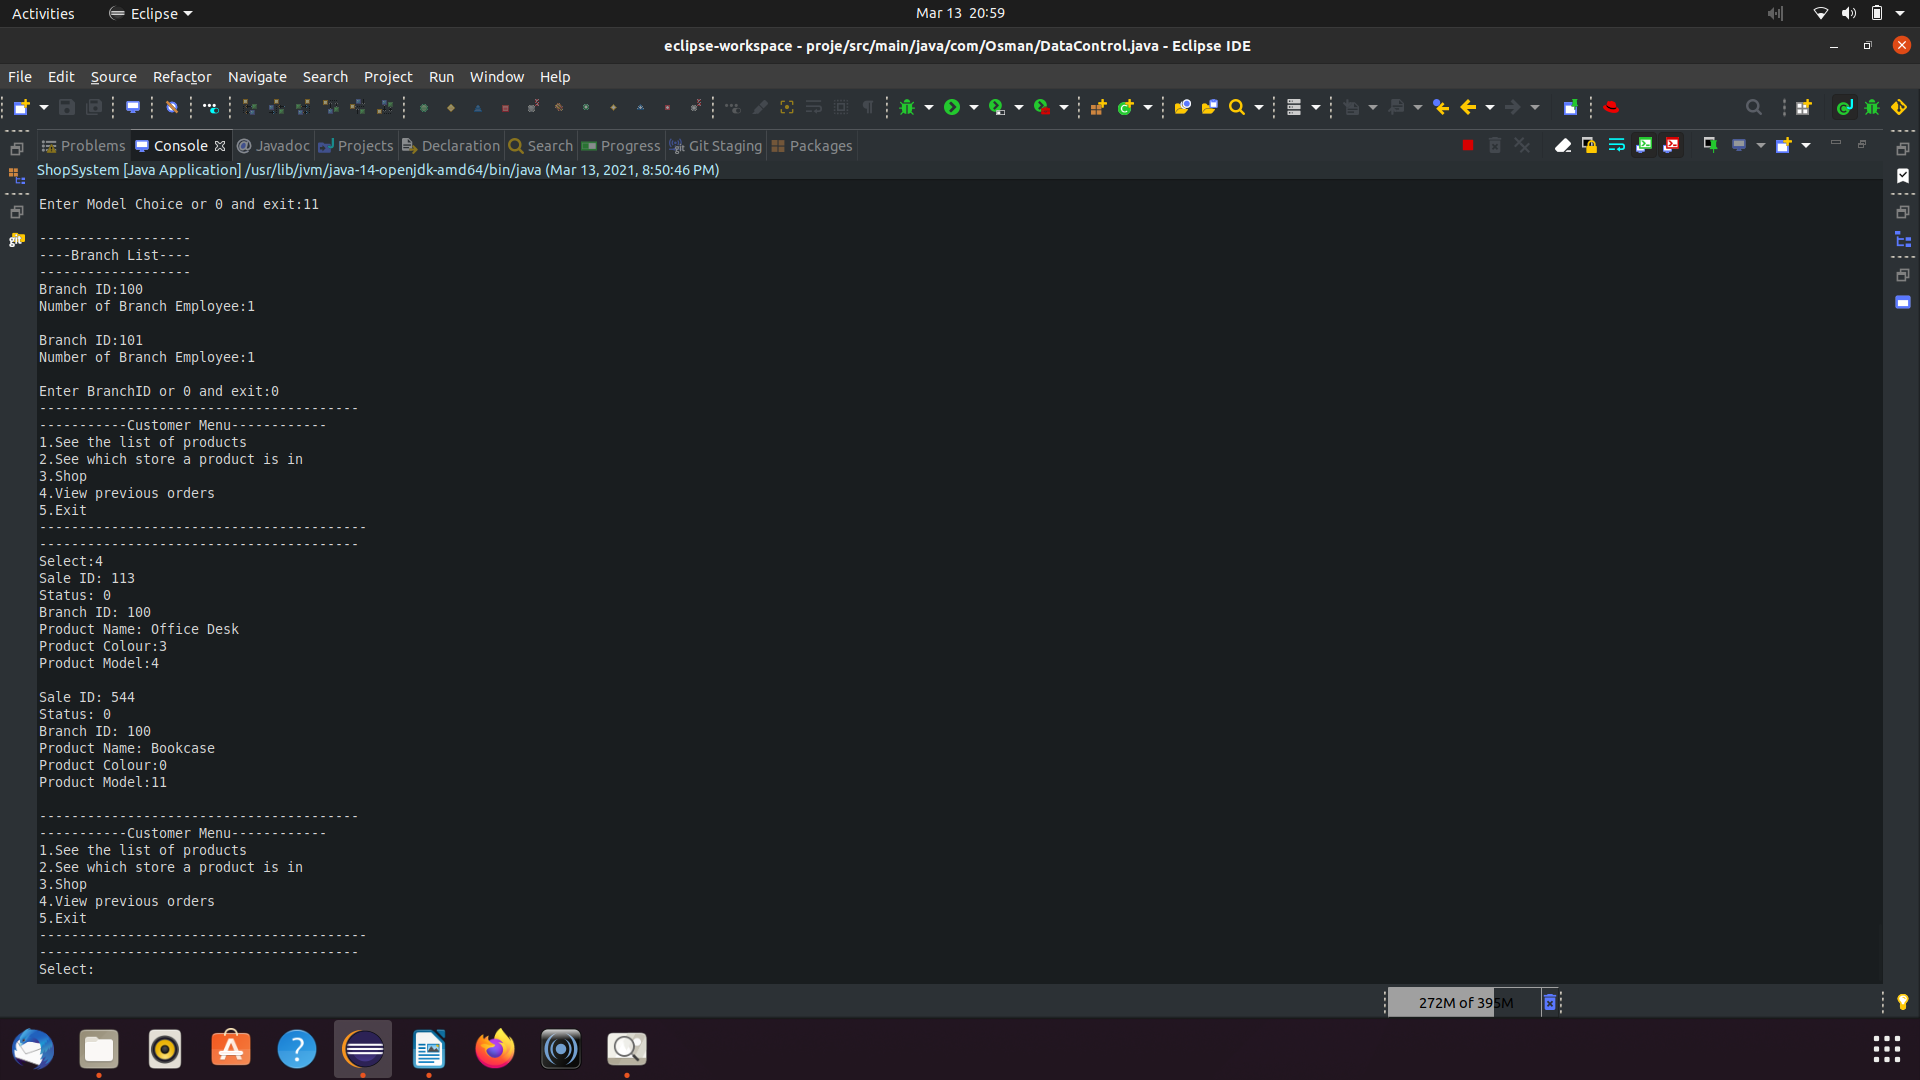 Activities Eclipse Mar 13 20:59
eclipse-workspace - proje/src/main/java/com/Osman/DataControl.java - Eclipse IDE
File Edit Source Refactor Navigate Search Project Run Window Help
Problems Console Javadoc Projects Declaration Search Progress Git Staging Packages
ShopSystem [Java Application] /usr/lib/jvm/java-14-openjdk-amd64/bin/java (Mar 13, 2021, 8:50:46 PM)
Enter Model Choice or 0 and exit:11
-------------------
----Branch List----
-------------------
Branch ID:100
Number of Branch Employee:1
Branch ID:101
Number of Branch Employee:1
Enter BranchID or 0 and exit:0
----------------------------------------
-----------Customer Menu------------
1.See the list of products
2.See which store a product is in
3.Shop
4.View previous orders
5.Exit
-----------------------------------------
----------------------------------------
Select:4
Sale ID: 113
Status: 0
Branch ID: 100
Product Name: Office Desk
Product Colour:3
Product Model:4
Sale ID: 544
Status: 0
Branch ID: 100
Product Name: Bookcase
Product Colour:0
Product Model:11
----------------------------------------
-----------Customer Menu------------
1.See the list of products
2.See which store a product is in
3.Shop
4.View previous orders
5.Exit
-----------------------------------------
----------------------------------------
Select:
272M of 395M
git